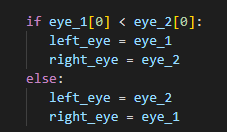 if eye_1[0] < eye_2[0]:
    left_eye = eye_1
    right_eye = eye_2
else:
    left_eye = eye_2
    right_eye = eye_1